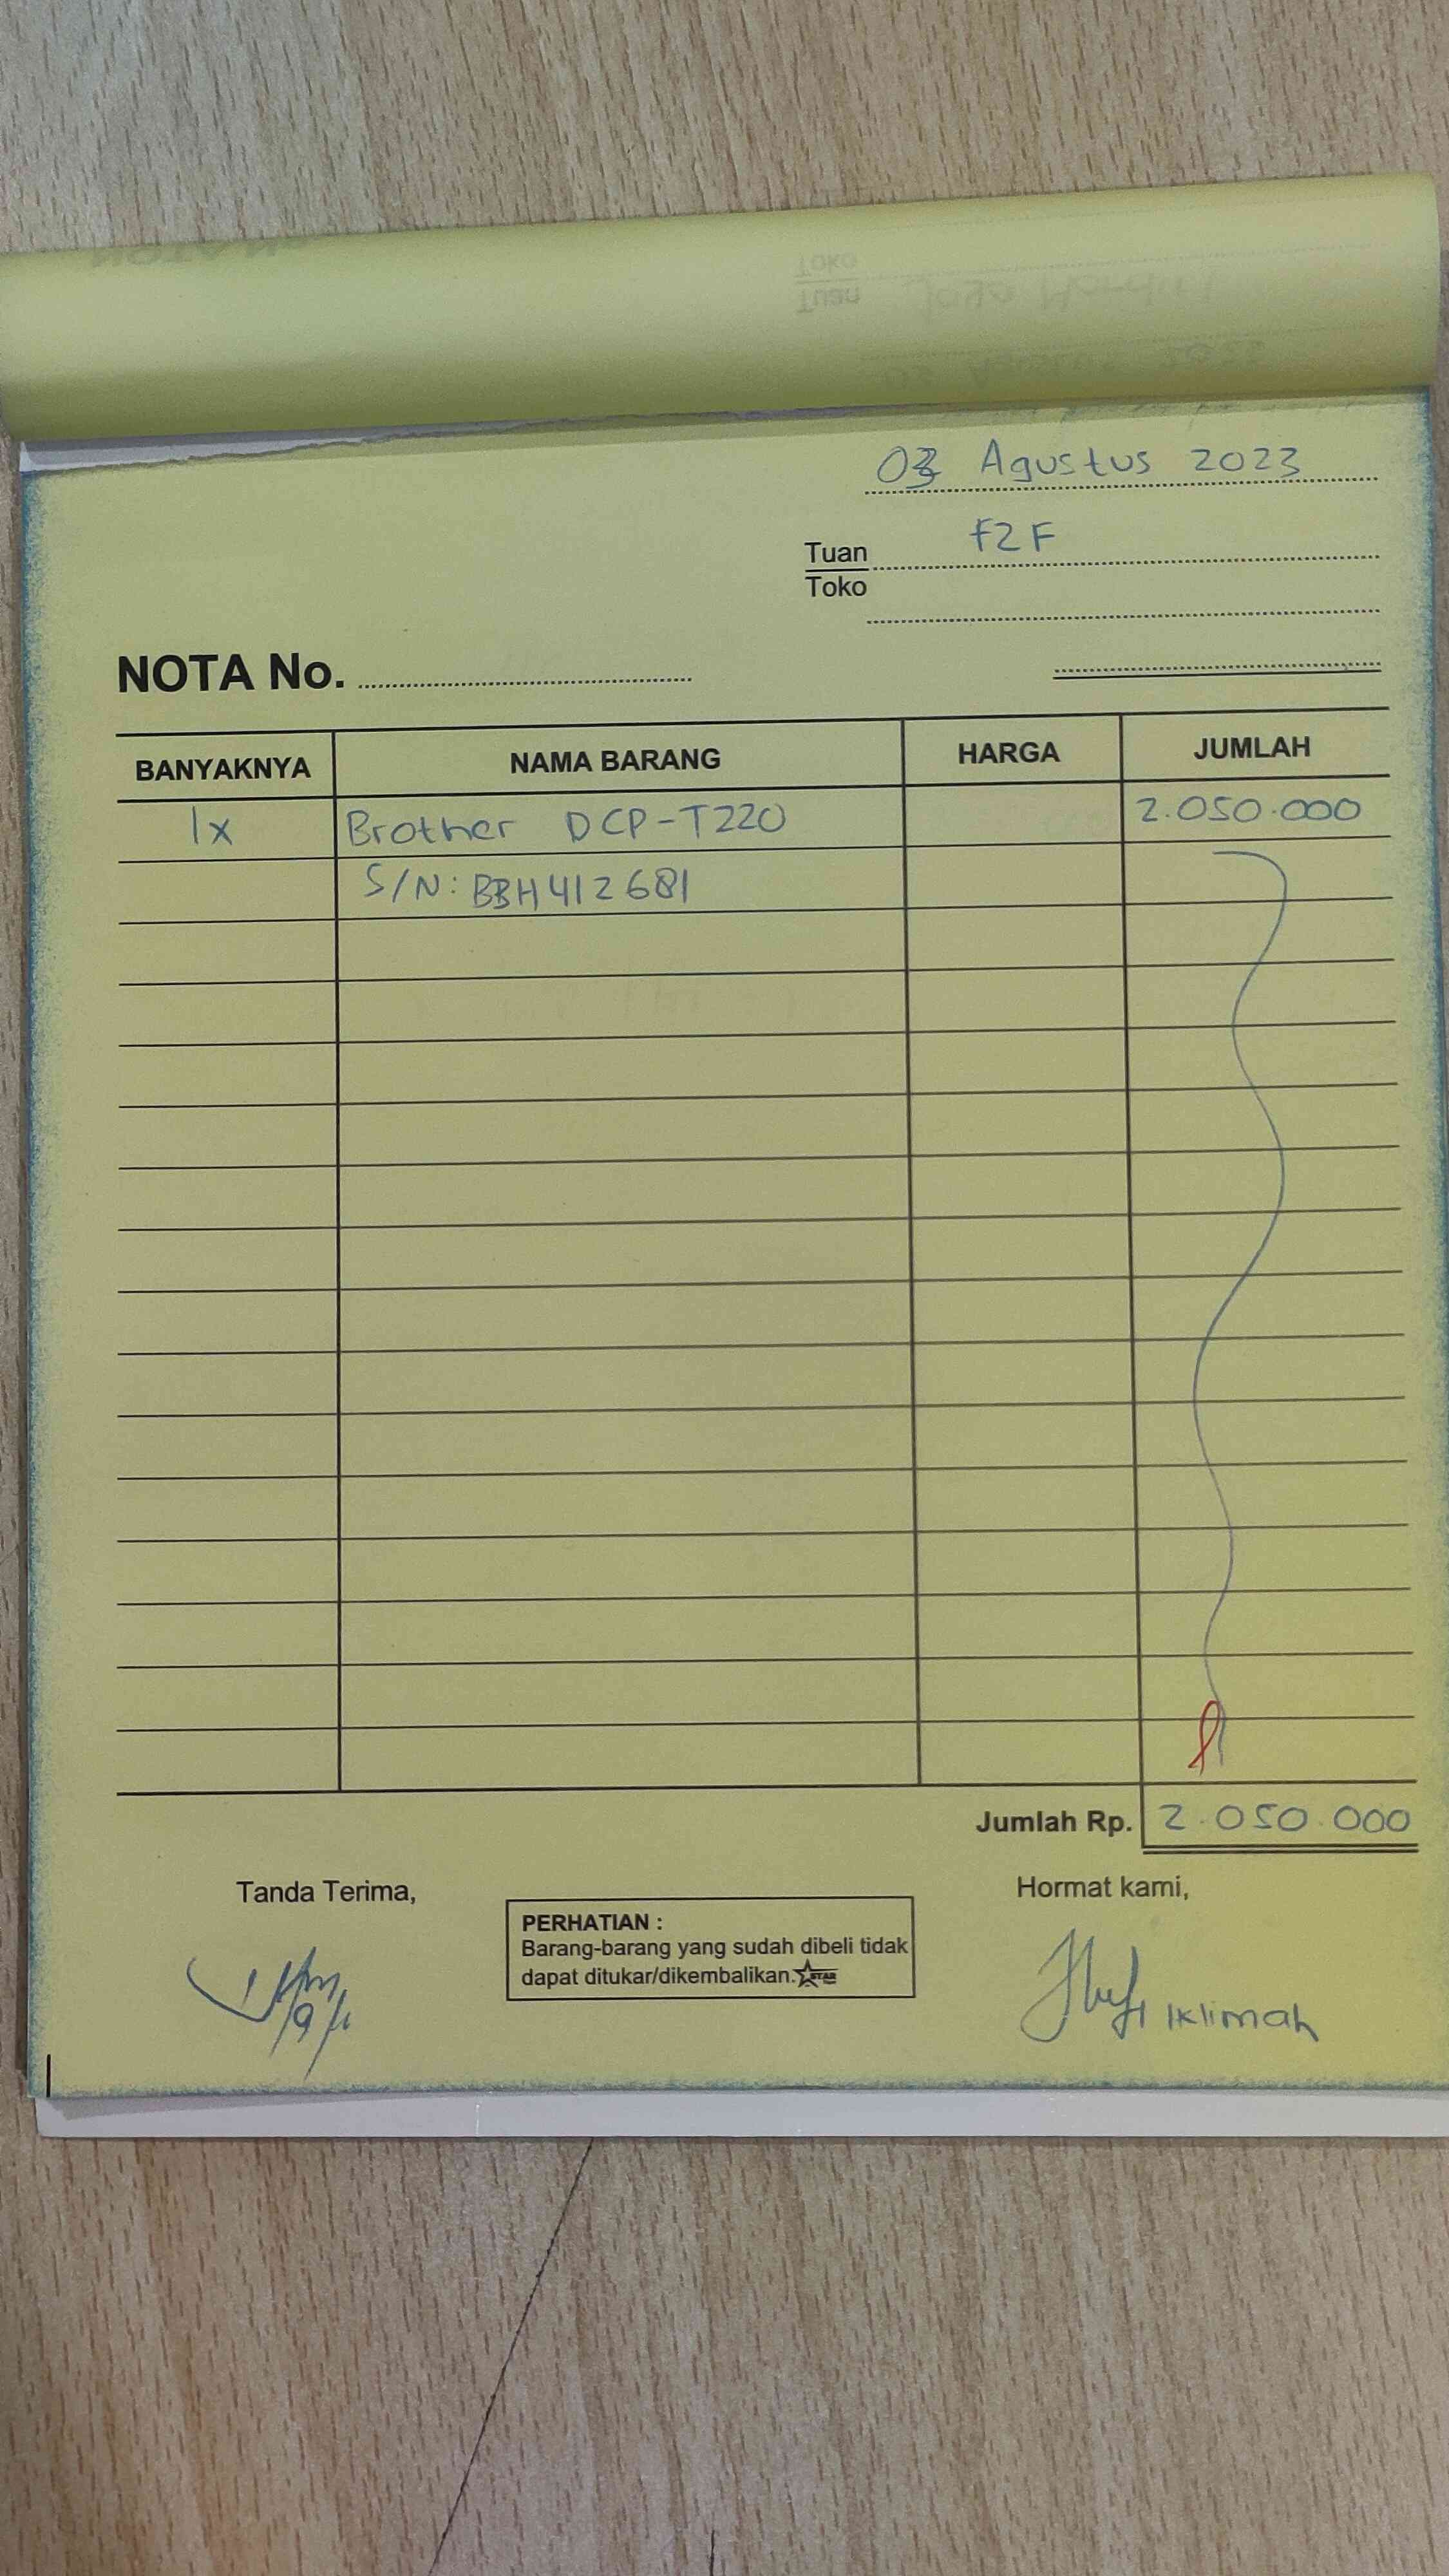 03 Agustus 2023
Tuan F2F
Toko
NOTA No.
BANYAKNYA NAMA BARANG HARGA JUMLAH
1x Brother DCP-T220 2.050.000
S/N: BBH412681
Jumlah Rp. 2.050.000
Tanda Terima, Hormat kami,
PERHATIAN :
Barang-barang yang sudah dibeli tidak
dapat ditukar/dikembalikan. STAR
Iklimah